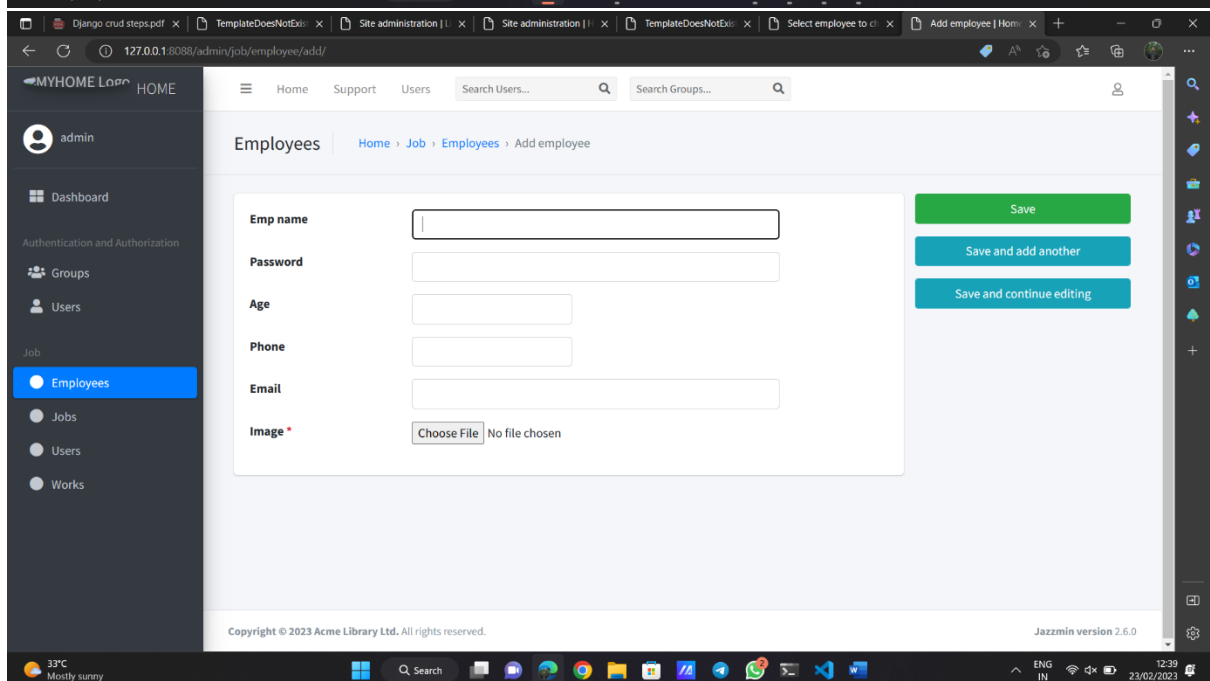 Django crud steps.pdf
TemplateDoesNotExis
Site administration | L
Site administration | H
TemplateDoesNotExis
Select employee to ch
Add employee | Home
127.0.0.1:8088/admin/job/employee/add/
MYHOME Logo HOME
Home Support Users Search Users... Search Groups...
admin
Employees Home › Job › Employees › Add employee
Dashboard
Authentication and Authorization
Groups
Users
Job
Employees
Jobs
Users
Works
Emp name
Password
Age
Phone
Email
Image * Choose File No file chosen
Save
Save and add another
Save and continue editing
Copyright © 2023 Acme Library Ltd. All rights reserved. Jazzmin version 2.6.0
33°C
Mostly sunny
Search
2
ENG
IN
12:39
23/02/2023